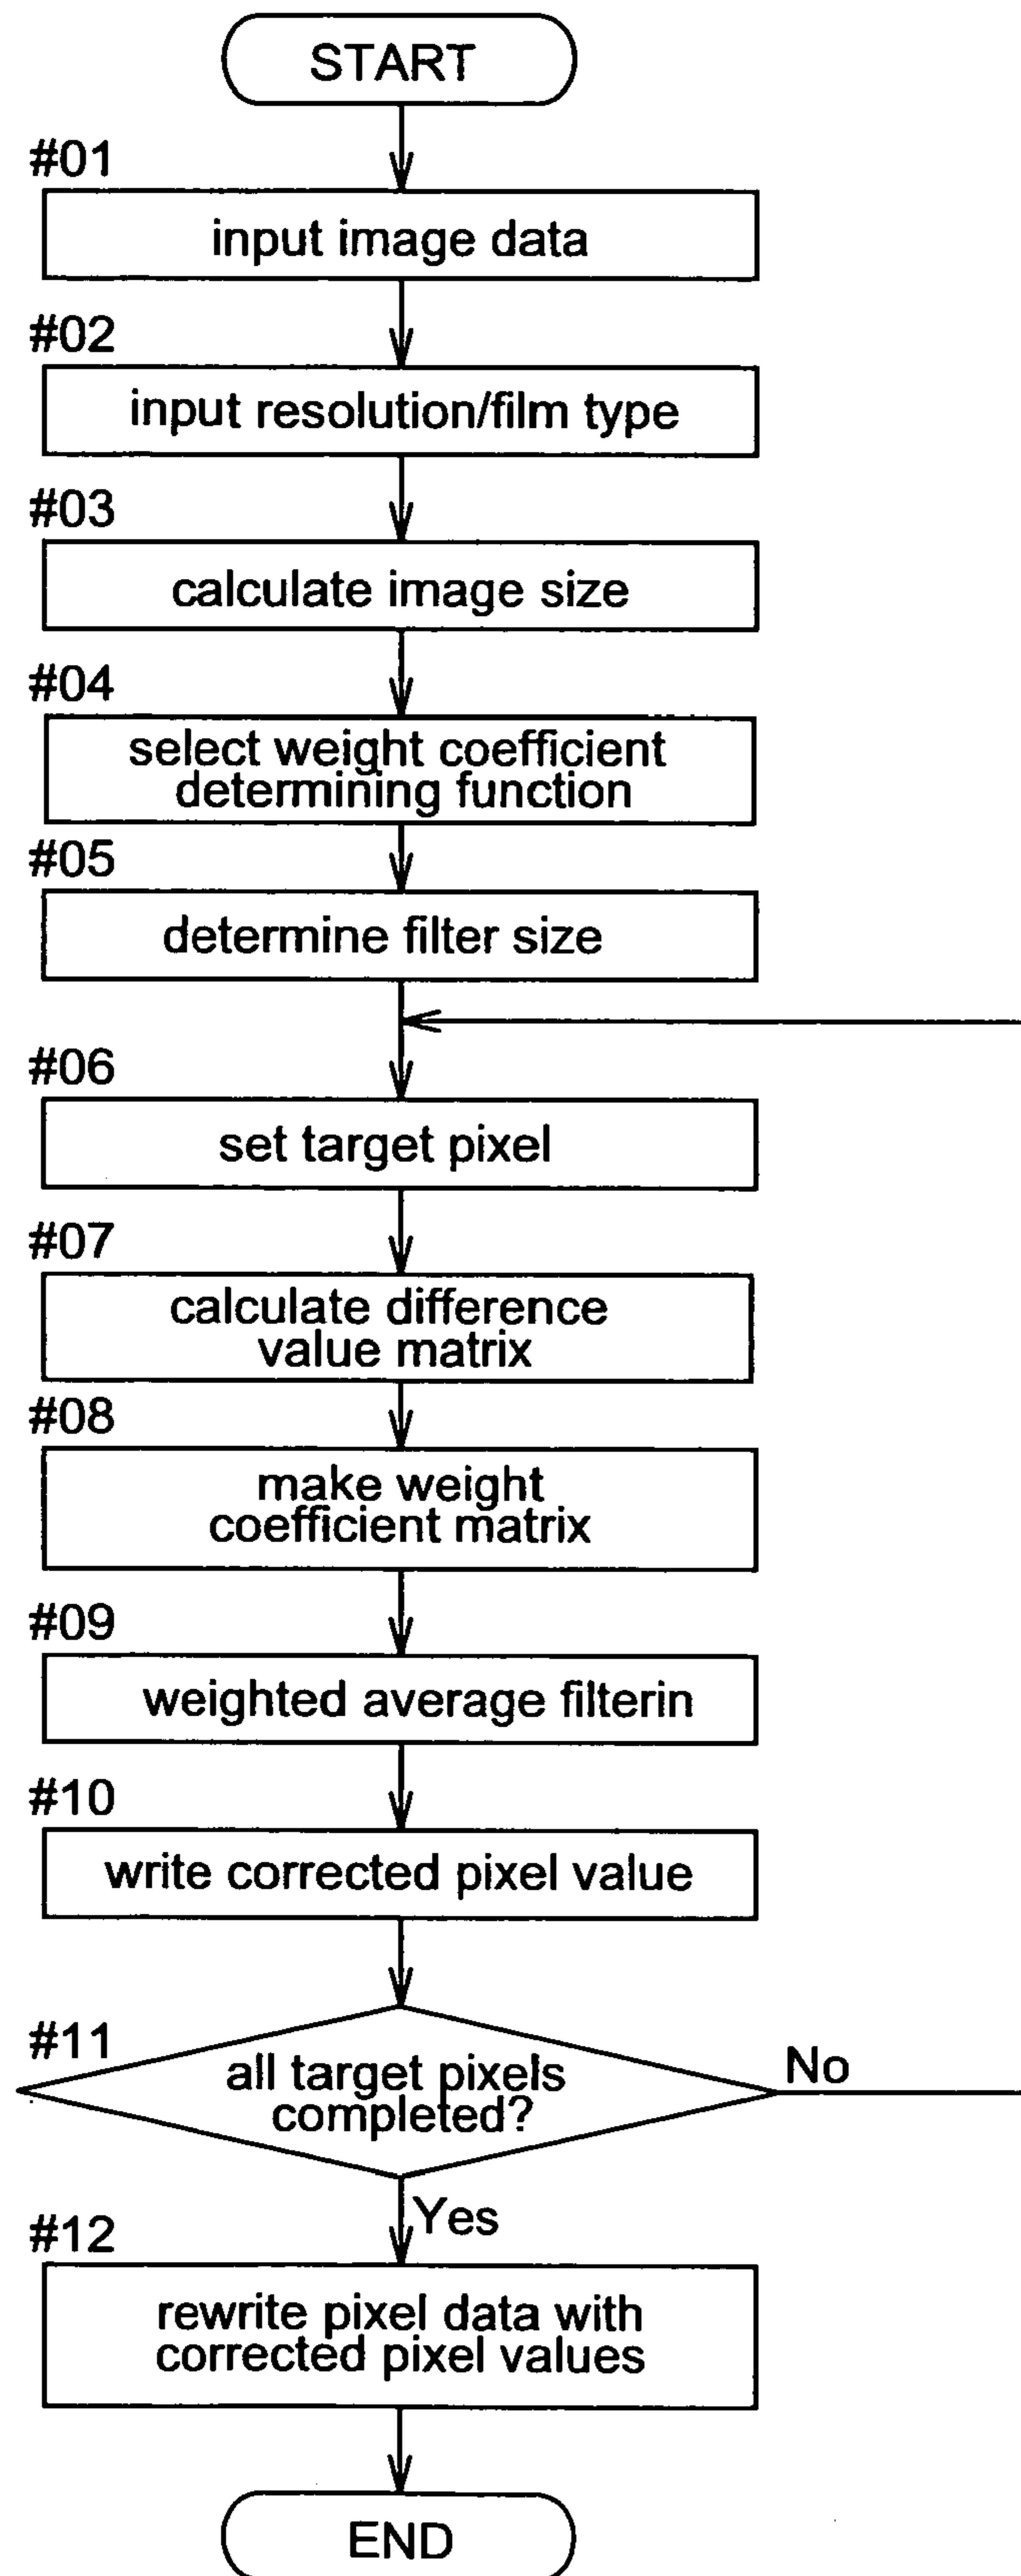 START
#01
input image data
#02
input resolution/film type
#03
calculate image size
#04
select weight coefficient
determining function
#05
determine filter size
#06
set target pixel
#07
calculate difference
value matrix
#08
make weight
coefficient matrix
#09
weighted average filterin
#10
write corrected pixel value
#11
all target pixels
completed?
No
Yes
#12
rewrite pixel data with
corrected pixel values
END